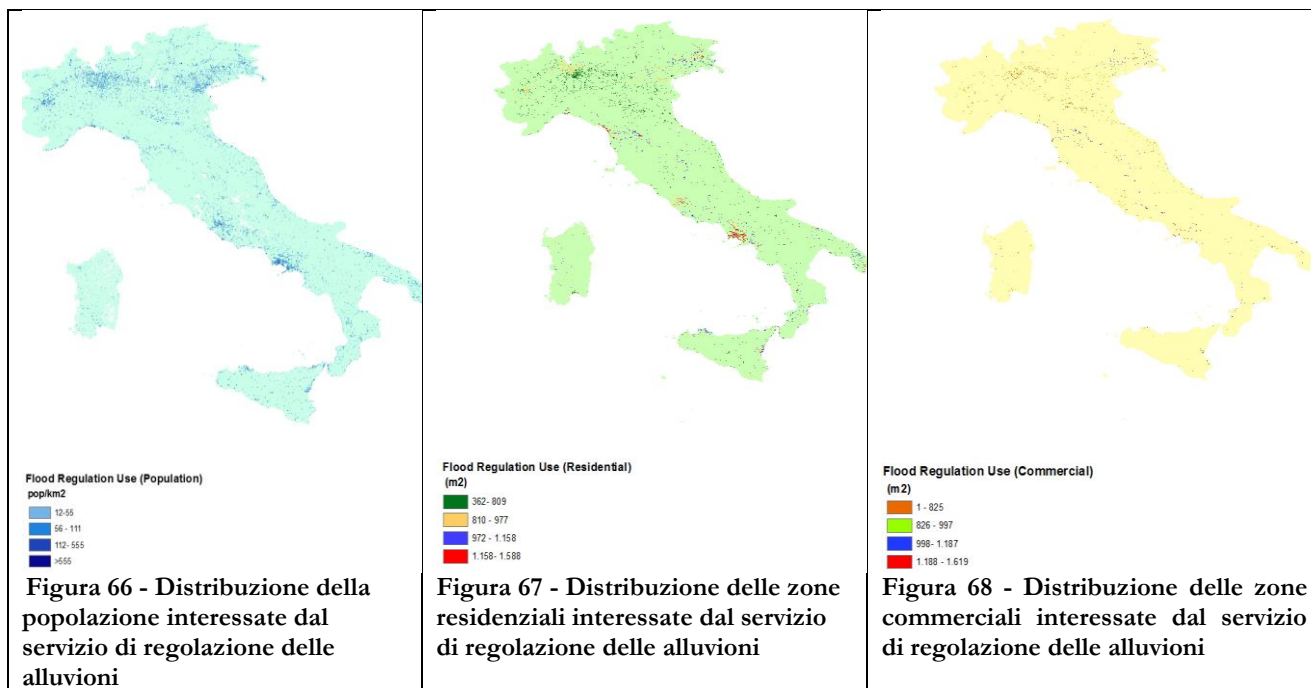 Flood Regulation Use (Population)
pop/km2
12-55
56 - 111
112- 555
>555
Figura 66 - Distribuzione della
popolazione interessate dal
servizio di regolazione delle
alluvioni
Flood Regulation Use (Residential)
(m2)
362- 809
810 - 977
972 - 1.158
1.158- 1.588
Figura 67 - Distribuzione delle zone
residenziali interessate dal servizio
di regolazione delle alluvioni
Flood Regulation Use (Commercial)
(m2)
1 - 825
826 - 997
998- 1.187
1.188 - 1.619
Figura 68 - Distribuzione delle zone
commerciali interessate dal servizio
di regolazione delle alluvioni